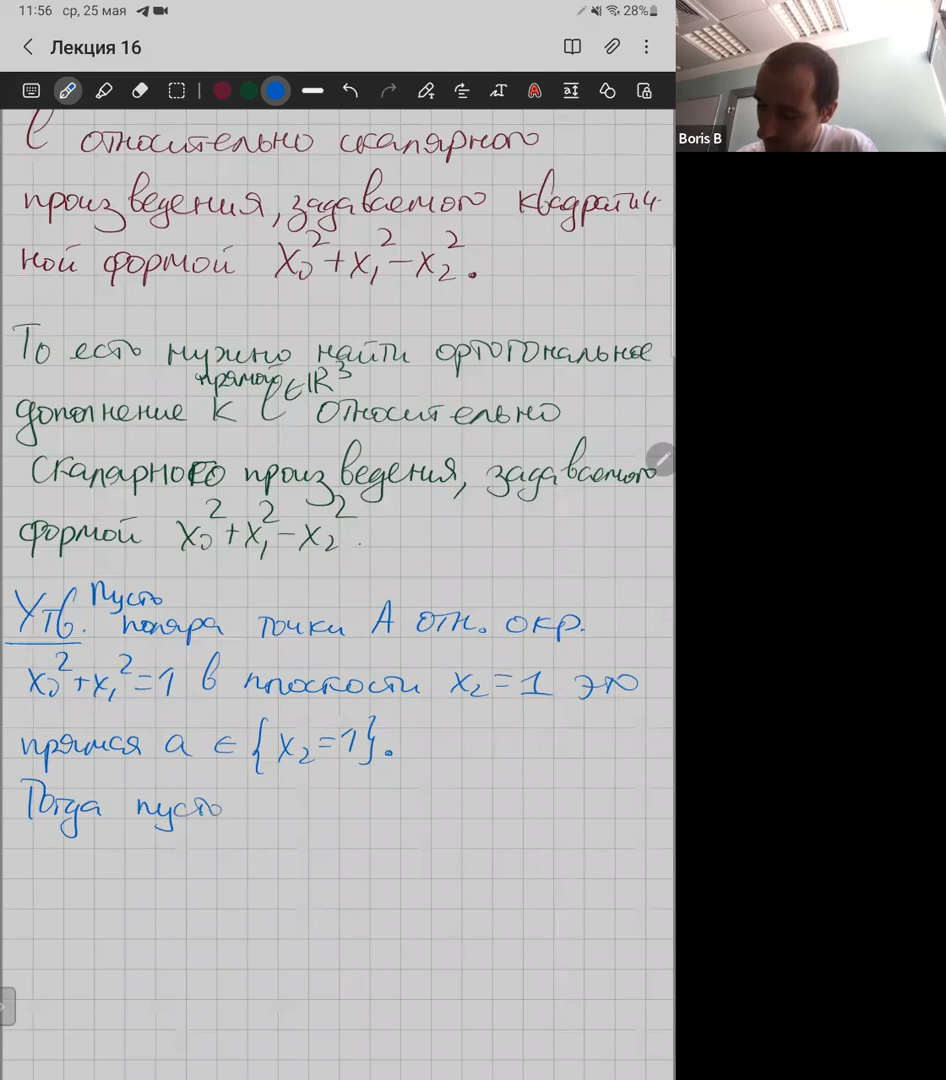 11:56 ср, 25 мая
28%
Лекция 16
Boris B
ℓ относительно скалярного
произведения, задаваемого квадратич-
ной формой x₀² + x₁² - x₂².
То есть нужно найти ортогональное
прямой ∈ ℝ³
дополнение к ℓ относительно
скалярного произведения, задаваемого
формой x₀² + x₁² - x₂².
Утв. Пусть
поляра точки A отн. окр.
x₀² + x₁² = 1 в плоскости x₂ = 1 это
прямая a ∈ {x₂ = 1}.
Тогда пусть